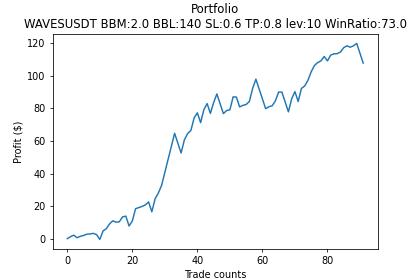 Portfolio
WAVESUSDT BBM:2.0 BBL:140 SL:0.6 TP:0.8 lev:10 WinRatio:73.0
120
100
80
60
40
20
0
Profit ($)
0 20 40 60 80
Trade counts